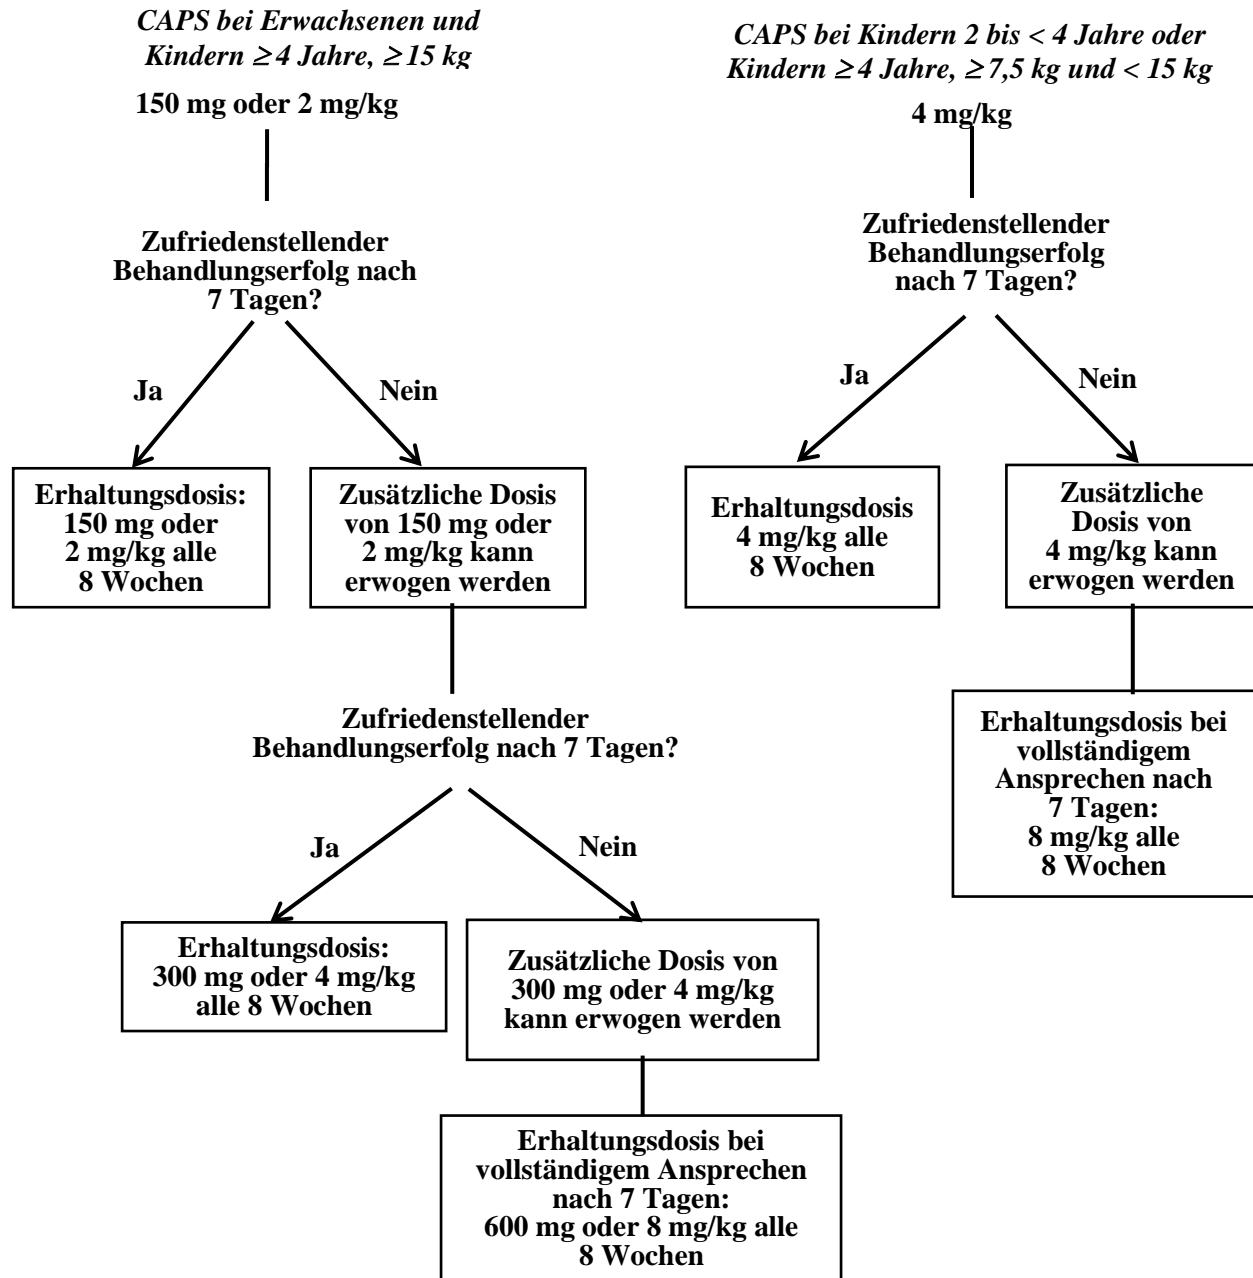 CAPS bei Erwachsenen und
Kindern ≥ 4 Jahre, ≥ 15 kg
150 mg oder 2 mg/kg
Zufriedenstellender
Behandlungserfolg nach
7 Tagen?
Ja
Nein
Erhaltungsdosis:
150 mg oder
2 mg/kg alle
8 Wochen
Zusätzliche Dosis
von 150 mg oder
2 mg/kg kann
erwogen werden
Zufriedenstellender
Behandlungserfolg nach 7 Tagen?
Ja
Nein
Erhaltungsdosis:
300 mg oder 4 mg/kg
alle 8 Wochen
Zusätzliche Dosis von
300 mg oder 4 mg/kg
kann erwogen werden
Erhaltungsdosis bei
vollständigem Ansprechen
nach 7 Tagen:
600 mg oder 8 mg/kg alle
8 Wochen
CAPS bei Kindern 2 bis < 4 Jahre oder
Kindern ≥ 4 Jahre, ≥ 7,5 kg und < 15 kg
4 mg/kg
Zufriedenstellender
Behandlungserfolg
nach 7 Tagen?
Ja
Nein
Erhaltungsdosis
4 mg/kg alle
8 Wochen
Zusätzliche
Dosis von
4 mg/kg kann
erwogen werden
Erhaltungsdosis bei
vollständigem
Ansprechen nach
7 Tagen:
8 mg/kg alle
8 Wochen